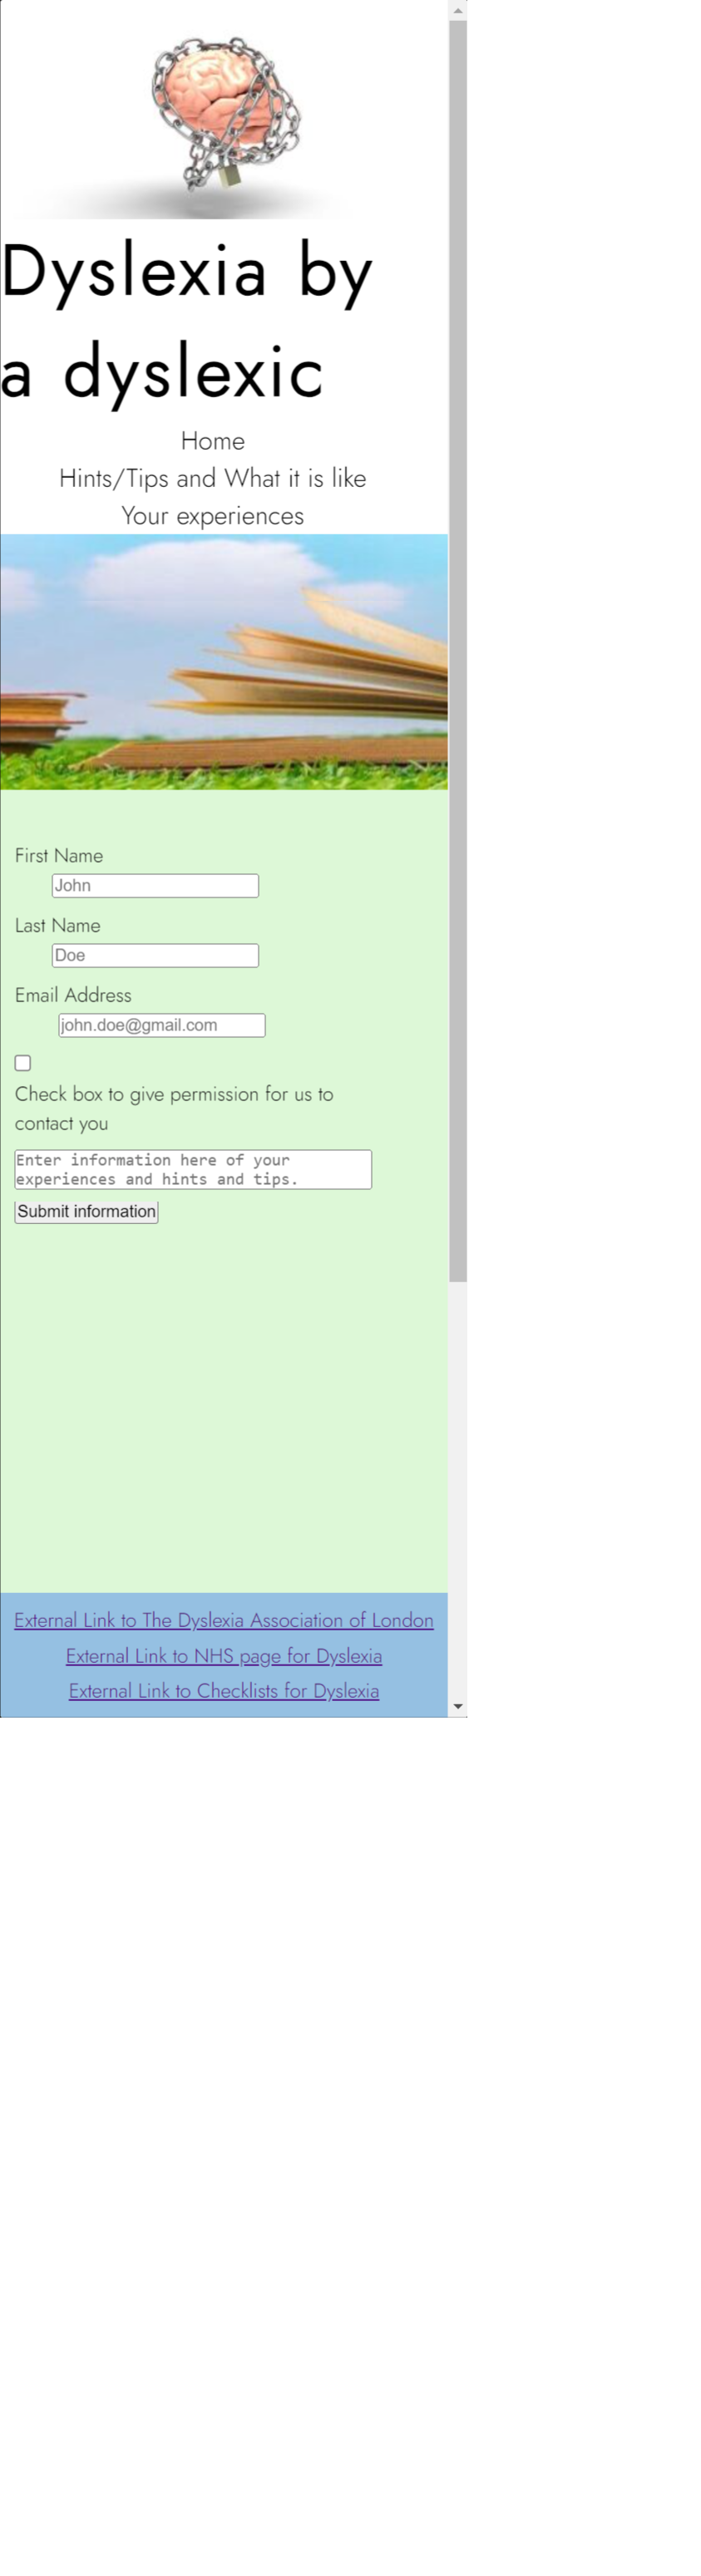 Dyslexia by
a dyslexic
Home
Hints/Tips and What it is like
Your experiences
First Name
John
Last Name
Doe
Email Address
john.doe@gmail.com
Check box to give permission for us to
contact you
Enter information here of your
experiences and hints and tips.
Submit information
External Link to The Dyslexia Association of London
External Link to NHS page for Dyslexia
External Link to Checklists for Dyslexia